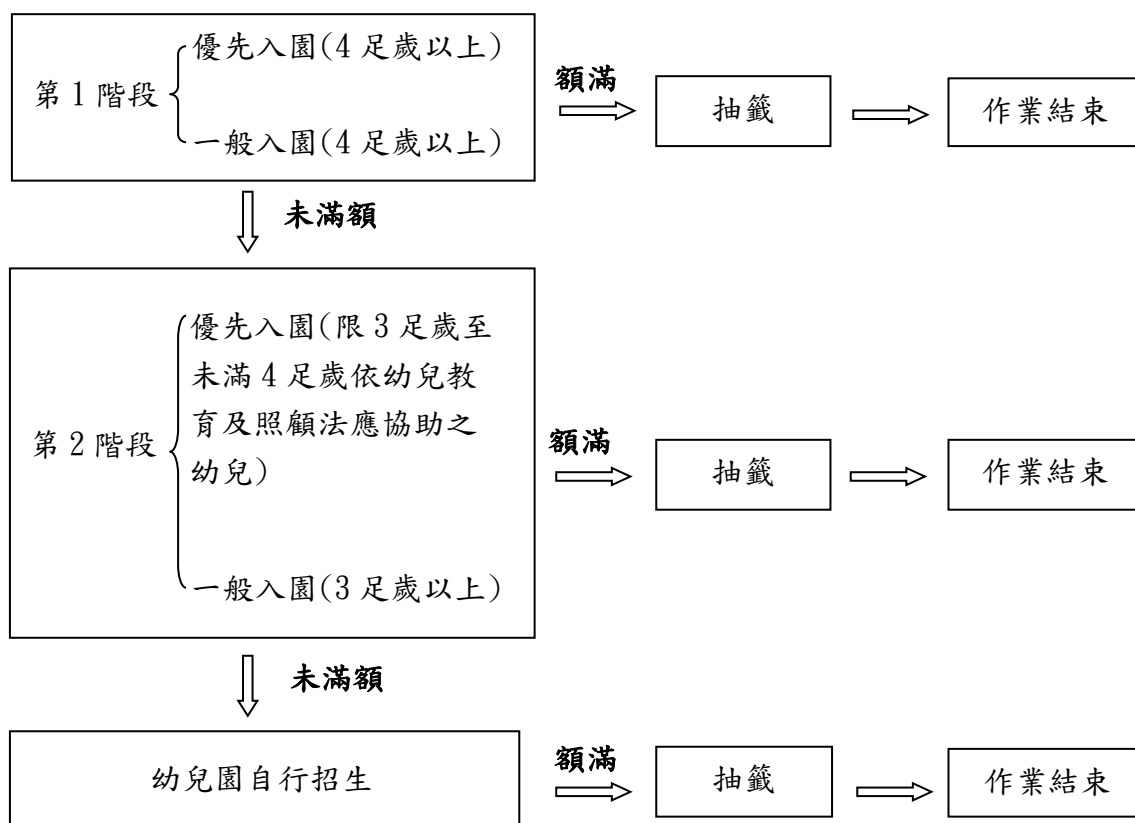 優先入園(4足歲以上)
第1階段
一般入園(4足歲以上)
額滿
抽籤
作業結束
未滿額
優先入園(限3足歲至
未滿4足歲依幼兒教
育及照顧法應協助之
幼兒)
第2階段
一般入園(3足歲以上)
額滿
抽籤
作業結束
未滿額
幼兒園自行招生
額滿
抽籤
作業結束